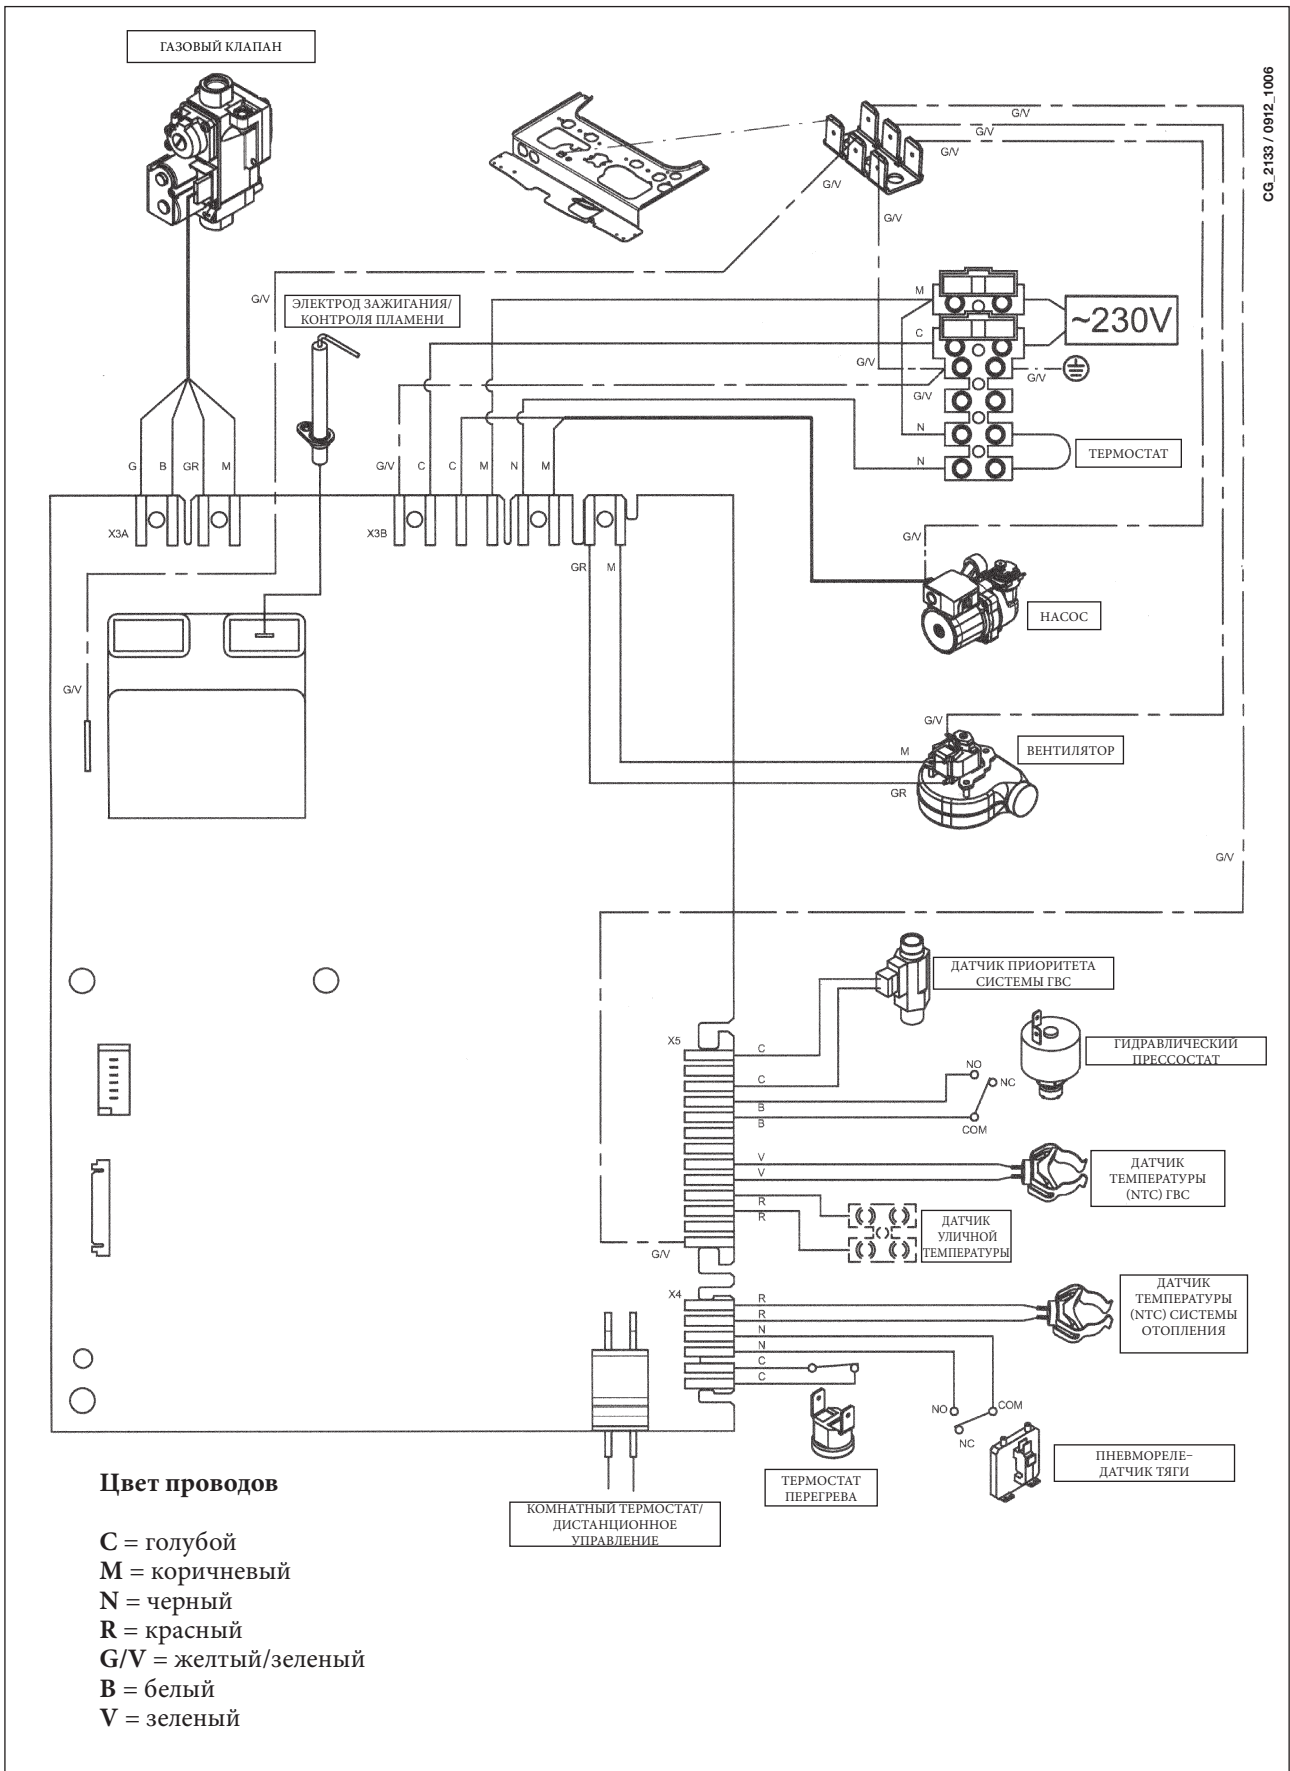 ГАЗОВЫЙ КЛАПАН
CG_2133 / 0912_1006
G/V
G/V
G/V
G/V
G/V
G/V
ЭЛЕКТРОД ЗАЖИГАНИЯ/
КОНТРОЛЯ ПЛАМЕНИ
M
~230V
C
G/V
G/V
G/V
N
ТЕРМОСТАТ
N
G B GR M
G/V C C M N M
X3A
X3B
G/V
GR M
НАСОС
G/V
G/V
M
ВЕНТИЛЯТОР
GR
G/V
ДАТЧИК ПРИОРИТЕТА
СИСТЕМЫ ГВС
X5
C
ГИДРАВЛИЧЕСКИЙ
ПРЕССОСТАТ
NO
C
NC
B
B
COM
V
V
ДАТЧИК
ТЕМПЕРАТУРЫ
(NTC) ГВС
R
R
ДАТЧИК
УЛИЧНОЙ
ТЕМПЕРАТУРЫ
G/V
X4
R
R
N
N
C
C
ДАТЧИК
ТЕМПЕРАТУРЫ
(NTC) СИСТЕМЫ
ОТОПЛЕНИЯ
NO
COM
NC
ПНЕВМОРЕЛЕ-
ДАТЧИК ТЯГИ
ТЕРМОСТАТ
ПЕРЕГРЕВА
КОМНАТНЫЙ ТЕРМОСТАТ/
ДИСТАНЦИОННОЕ
УПРАВЛЕНИЕ
Цвет проводов
C = голубой
M = коричневый
N = черный
R = красный
G/V = желтый/зеленый
B = белый
V = зеленый